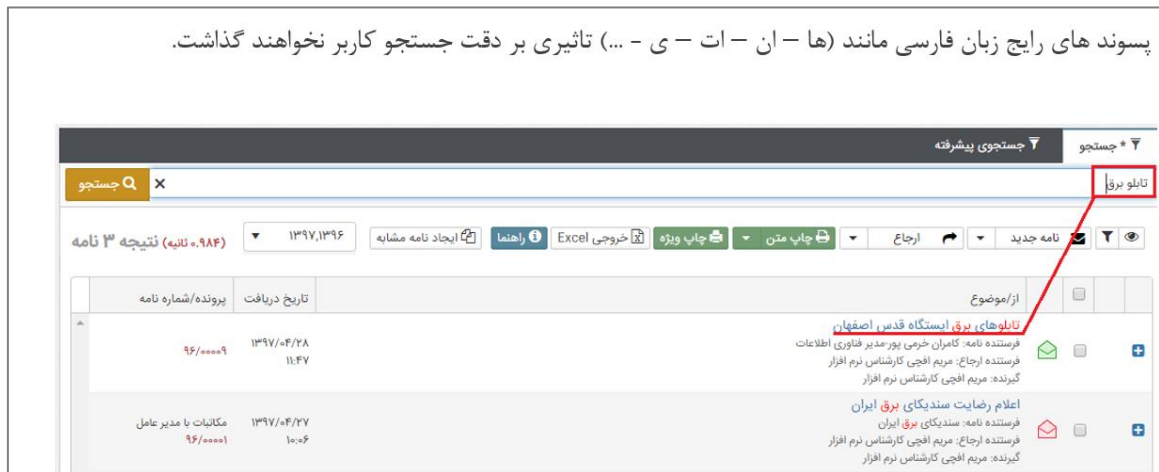 پسوند های رایج زبان فارسی مانند (ها – ان – ات – ی - ...) تاثیری بر دقت جستجو کاربر نخواهند گذاشت.
* جستجو
جستجوی پیشرفته
تابلو برق
جستجو
نامه جدید
ارجاع
چاپ متن
چاپ ویژه
خروجی Excel
راهنما
ایجاد نامه مشابه
۱۳۹۷,۱۳۹۶
(۰.۹۸۴ ثانیه) نتیجه ۳ نامه
از/موضوع
تاریخ دریافت
پرونده/شماره نامه
تابلوهای برق ایستگاه قدس اصفهان
فرستنده نامه: کامران خرمی پور-مدیر فناوری اطلاعات
فرستنده ارجاع: مریم افچی کارشناس نرم افزار
گیرنده: مریم افچی کارشناس نرم افزار
۱۳۹۷/۰۴/۲۸
۱۱:۴۷
۹۶/۰۰۰۰۹
اعلام رضایت سندیکای برق ایران
فرستنده نامه: سندیکای برق ایران
فرستنده ارجاع: مریم افچی کارشناس نرم افزار
گیرنده: مریم افچی کارشناس نرم افزار
۱۳۹۷/۰۴/۲۷
۱۰:۰۶
مکاتبات با مدیر عامل
۹۶/۰۰۰۰۱